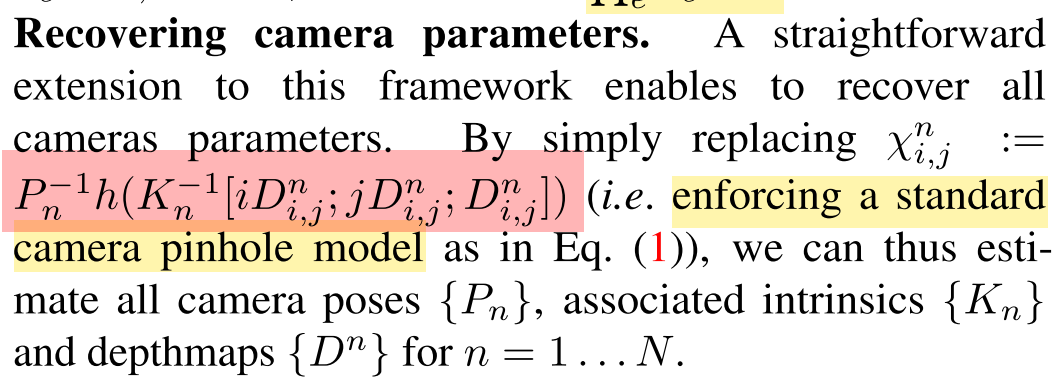 Recovering camera parameters. A straightforward
extension to this framework enables to recover all
cameras parameters. By simply replacing χ^n_{i,j} :=
P_n^{-1}h(K_n^{-1}[iD^n_{i,j}; jD^n_{i,j}; D^n_{i,j}]) (i.e. enforcing a standard
camera pinhole model as in Eq. (1)), we can thus esti-
mate all camera poses {P_n}, associated intrinsics {K_n}
and depthmaps {D^n} for n = 1 . . . N.